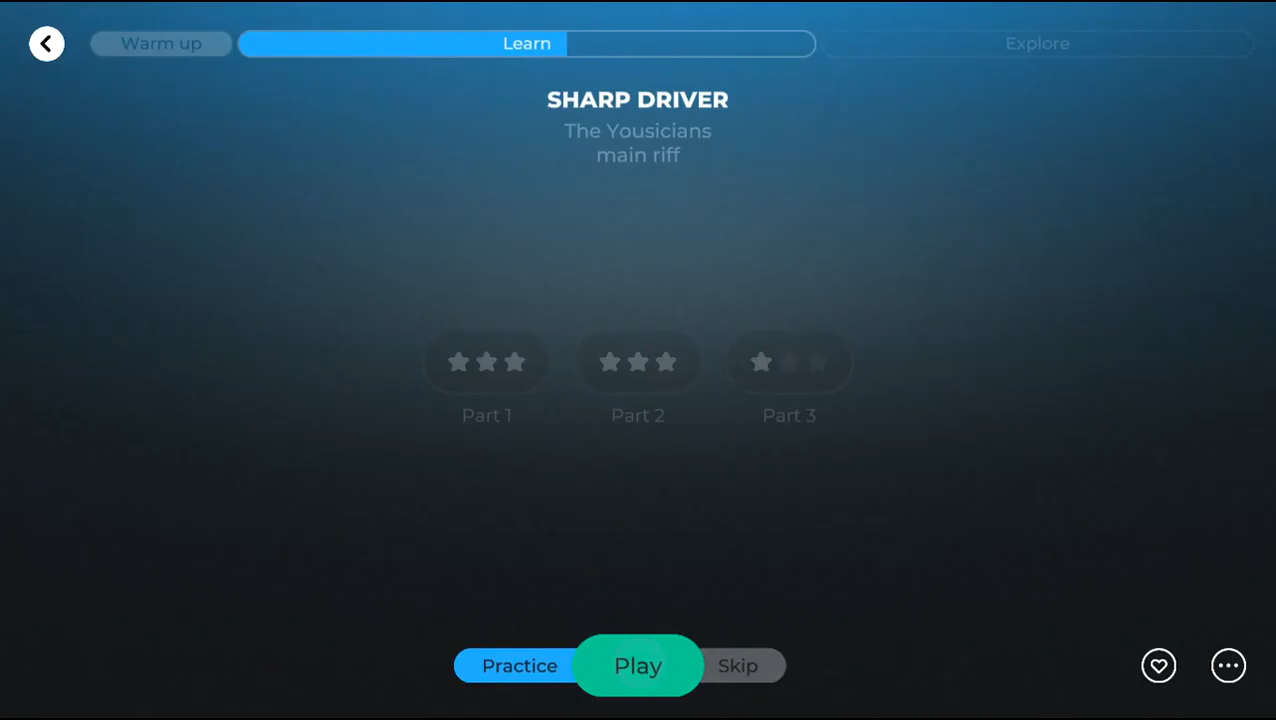 Warm up
Learn
Explore
SHARP DRIVER
The Yousicians
main riff
Part 1
Part 2
Part 3
Practice
Play
Skip